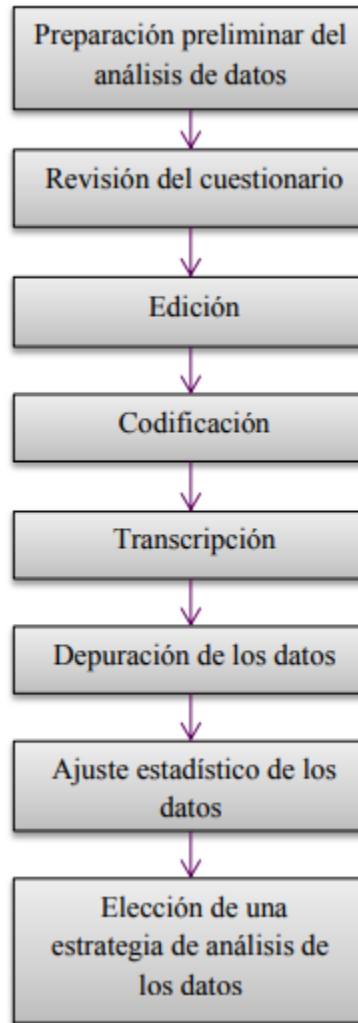 Preparación preliminar del
análisis de datos
Revisión del cuestionario
Edición
Codificación
Transcripción
Depuración de los datos
Ajuste estadístico de los
datos
Elección de una
estrategia de análisis de
los datos